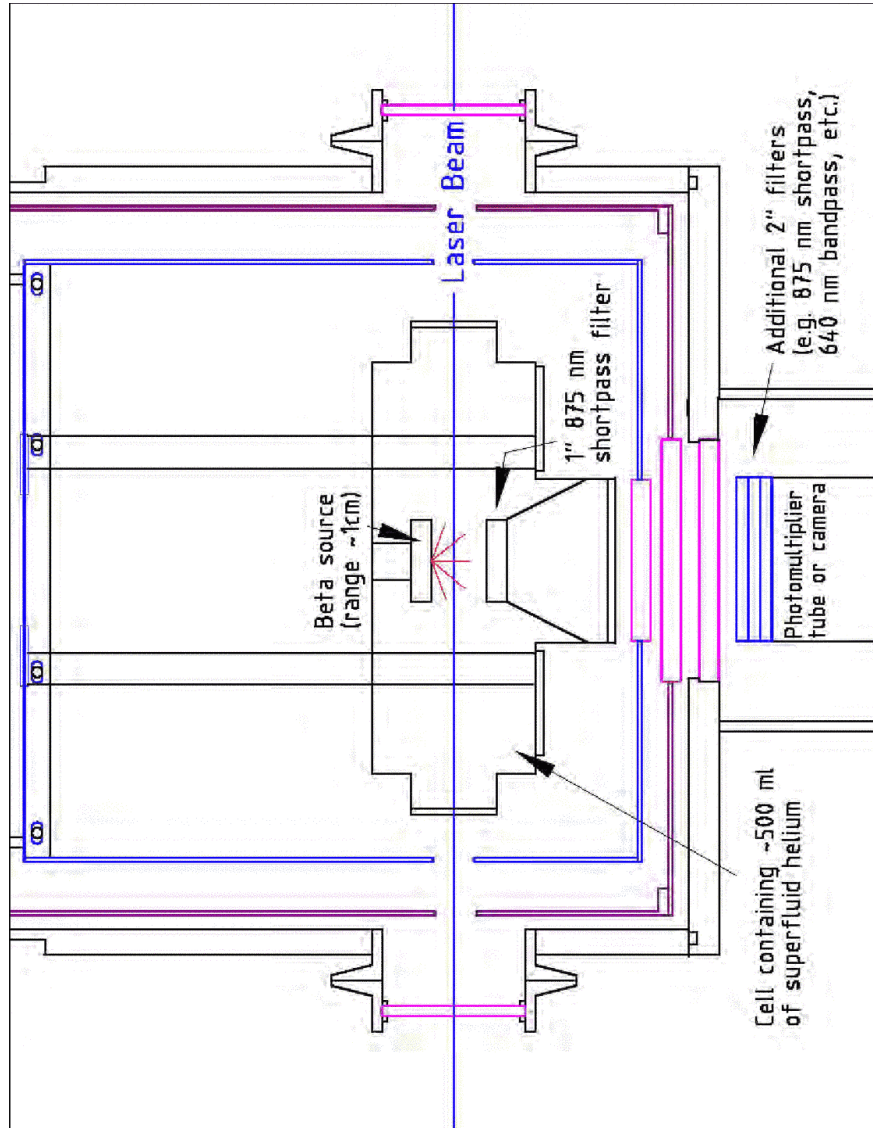 Laser Beam
Additional 2" filters
(e.g. 875 nm shortpass,
640 nm bandpass, etc.)
1" 875 nm
shortpass filter
Beta source
(range ~1cm)
Photomultiplier
tube or camera
Cell containing ~500 ml
of superfluid helium